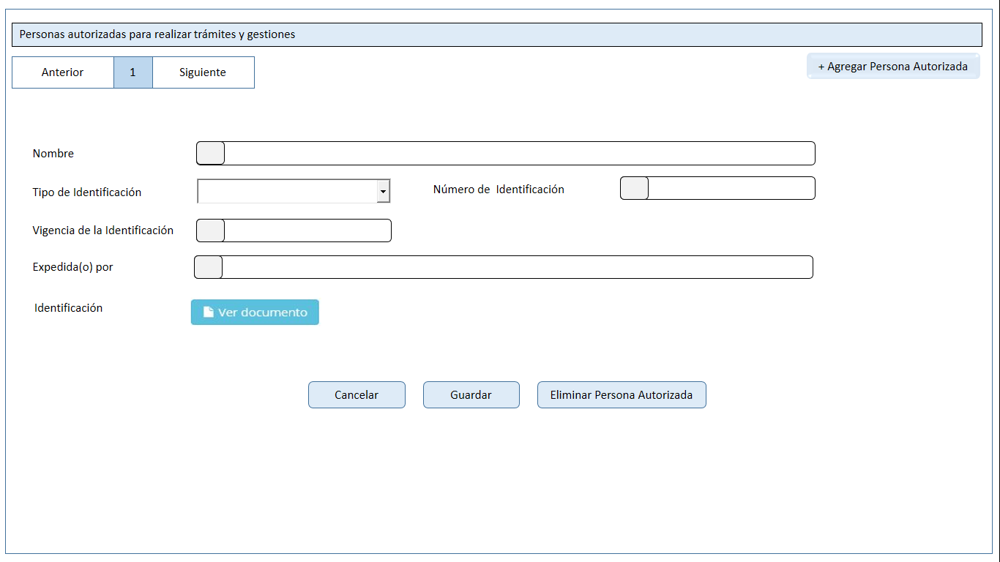 Personas autorizadas para realizar trámites y gestiones
Anterior 1 Siguiente + Agregar Persona Autorizada
Nombre
Tipo de Identificación Número de Identificación
Vigencia de la Identificación
Expedida(o) por
Identificación Ver documento
Cancelar Guardar Eliminar Persona Autorizada